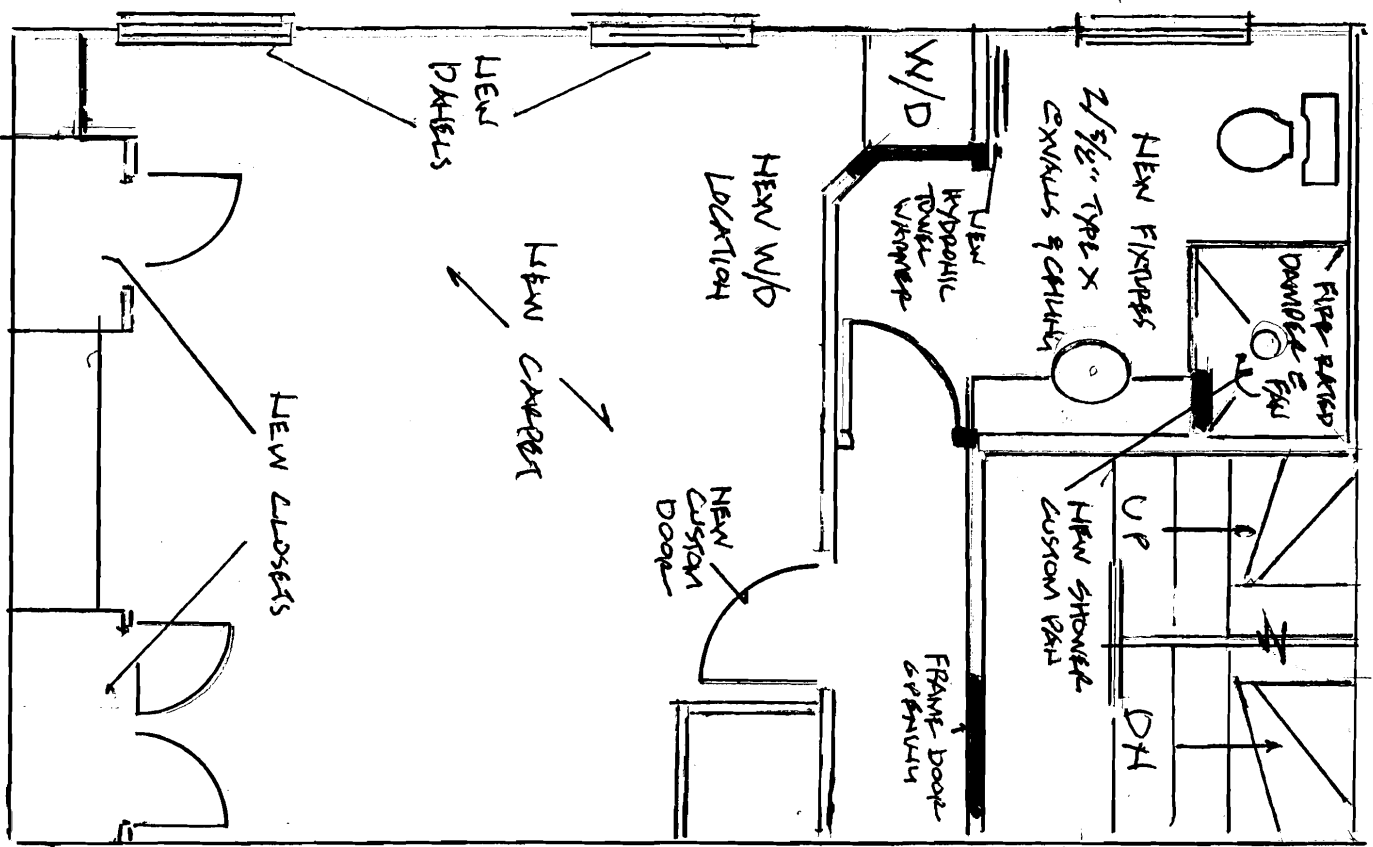 FIRE RATED
DAMPER &
FAN
NEW FIXTURES
2/ 5/8" TYPE X
@ WALLS & CEILING
NEW SHOWER
CUSTOM PAN
UP
DN
NEW
HYDRONIC
TOWEL
WARMER
W/D
FRAME DOOR
OPENING
NEW W/D
LOCATION
NEW
CUSTOM
DOOR
NEW CARPET
NEW
PANELS
NEW CLOSETS